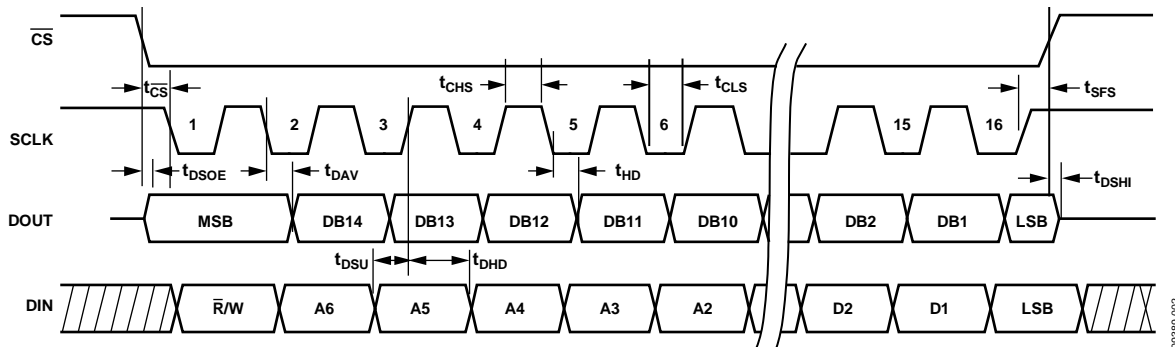 CS
tCS
tCHS
tCLS
tSFS
SCLK
1 2 3 4 5 6 15 16
tDSOE
tDAV
tHD
tDSHI
DOUT
MSB DB14 DB13 DB12 DB11 DB10 DB2 DB1 LSB
tDSU
tDHD
DIN
R/W A6 A5 A4 A3 A2 D2 D1 LSB